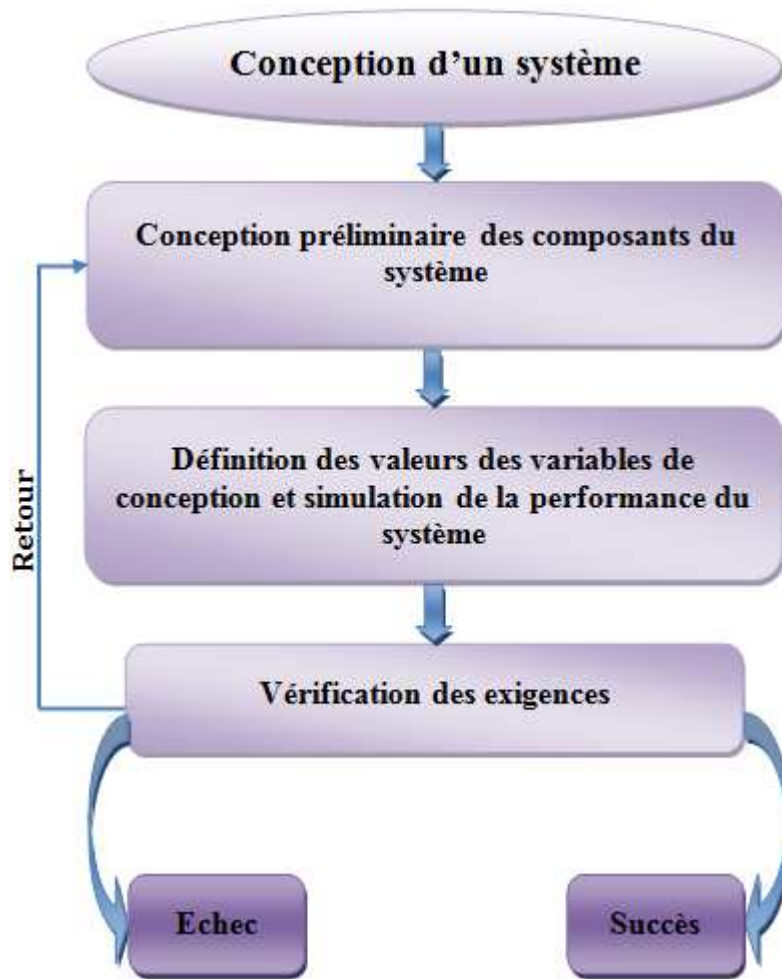 Conception d'un système
Conception préliminaire des composants du
système
Définition des valeurs des variables de
conception et simulation de la performance du
système
Retour
Vérification des exigences
Echec
Succès